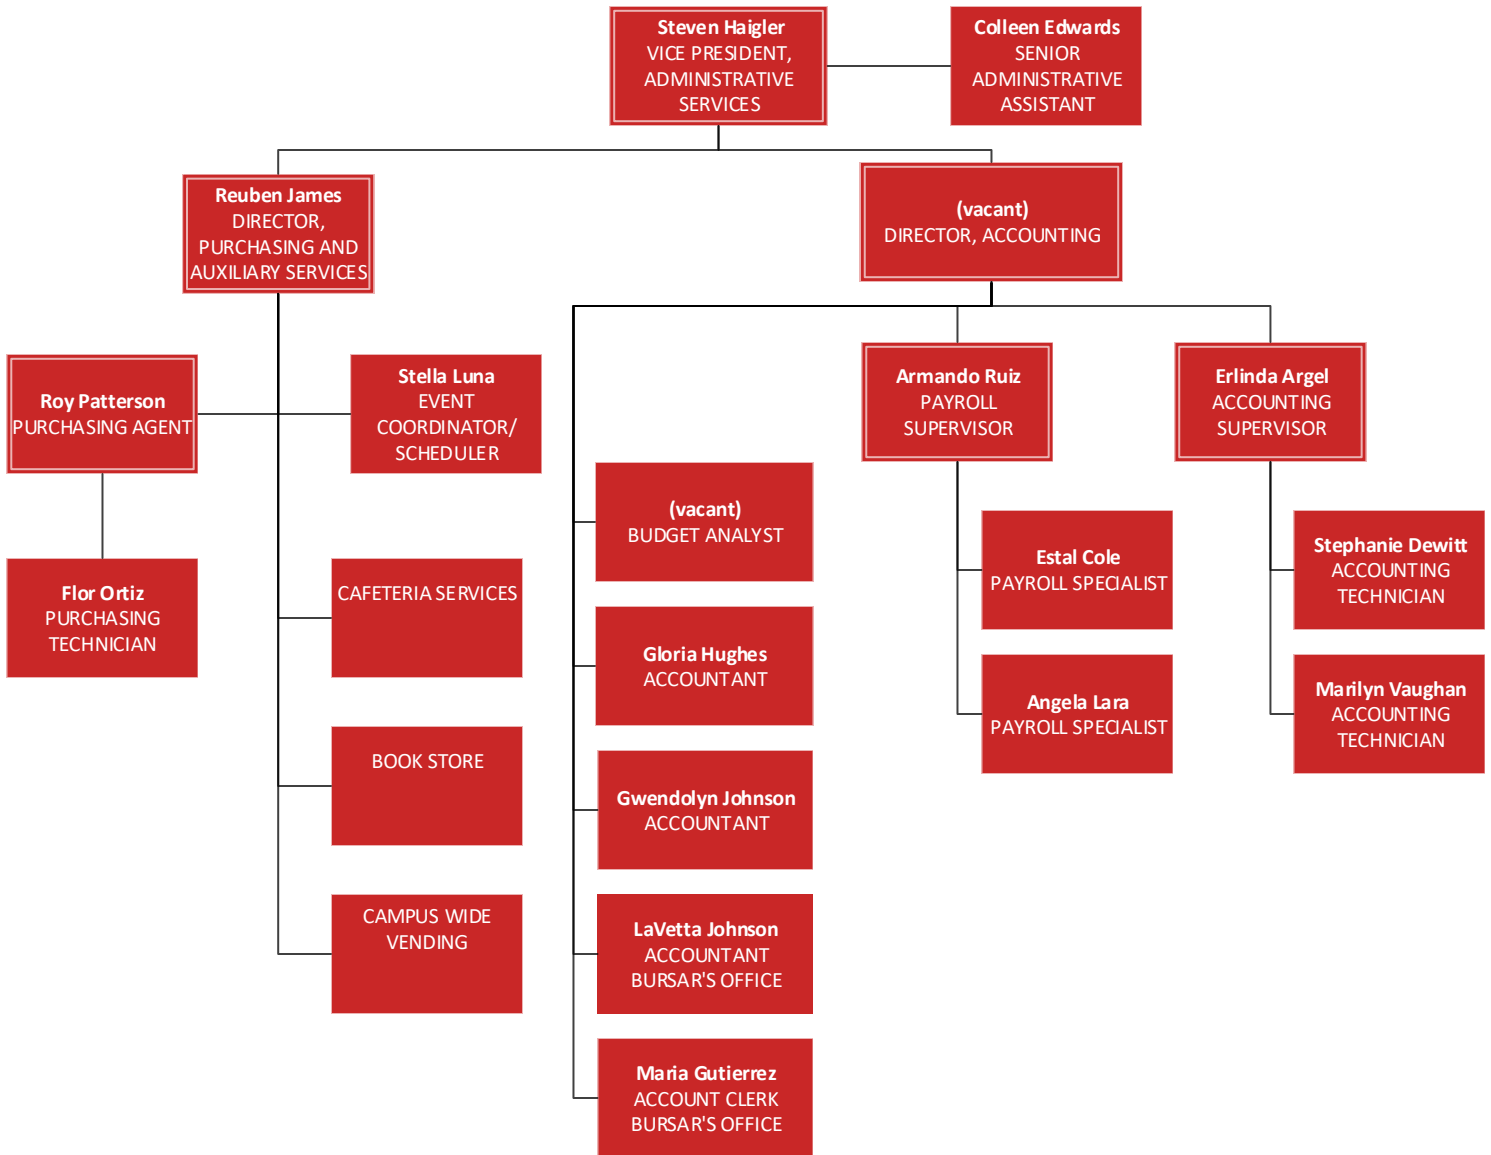 Steven Haigler
VICE PRESIDENT,
ADMINISTRATIVE
SERVICES
Colleen Edwards
SENIOR
ADMINISTRATIVE
ASSISTANT
Reuben James
DIRECTOR,
PURCHASING AND
AUXILIARY SERVICES
(vacant)
DIRECTOR, ACCOUNTING
Roy Patterson
PURCHASING AGENT
Stella Luna
EVENT
COORDINATOR/
SCHEDULER
Flor Ortiz
PURCHASING
TECHNICIAN
CAFETERIA SERVICES
BOOK STORE
CAMPUS WIDE
VENDING
(vacant)
BUDGET ANALYST
Gloria Hughes
ACCOUNTANT
Gwendolyn Johnson
ACCOUNTANT
LaVetta Johnson
ACCOUNTANT
BURSAR'S OFFICE
Maria Gutierrez
ACCOUNT CLERK
BURSAR'S OFFICE
Armando Ruiz
PAYROLL
SUPERVISOR
Estal Cole
PAYROLL SPECIALIST
Angela Lara
PAYROLL SPECIALIST
Erlinda Argel
ACCOUNTING
SUPERVISOR
Stephanie Dewitt
ACCOUNTING
TECHNICIAN
Marilyn Vaughan
ACCOUNTING
TECHNICIAN